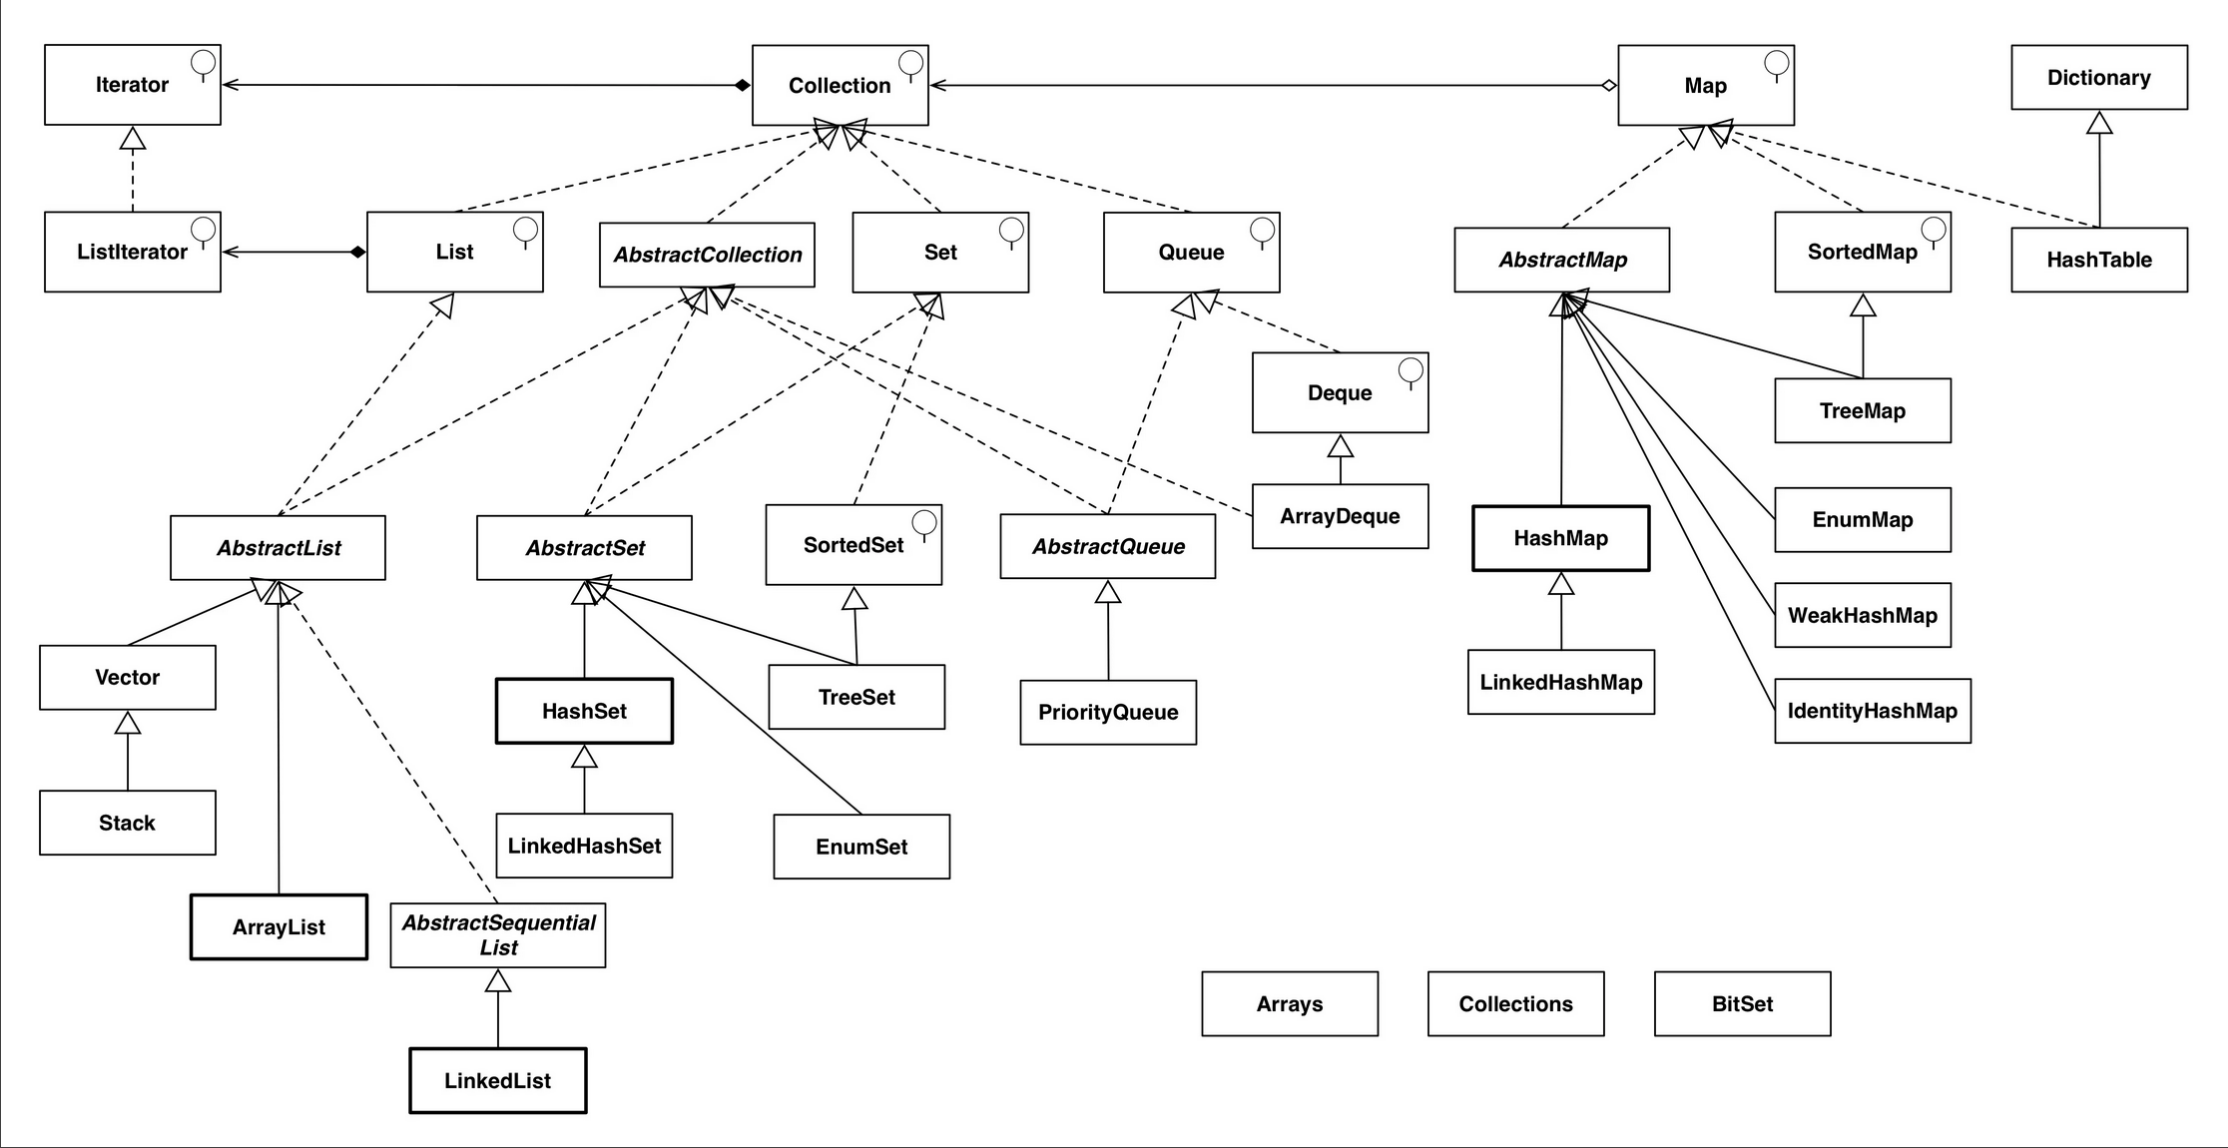 Iterator
Collection
Map
Dictionary
ListIterator
List
AbstractCollection
Set
Queue
AbstractMap
SortedMap
HashTable
Deque
TreeMap
AbstractList
AbstractSet
SortedSet
AbstractQueue
ArrayDeque
HashMap
EnumMap
WeakHashMap
Vector
HashSet
TreeSet
PriorityQueue
LinkedHashMap
IdentityHashMap
Stack
LinkedHashSet
EnumSet
ArrayList
AbstractSequential
List
Arrays
Collections
BitSet
LinkedList